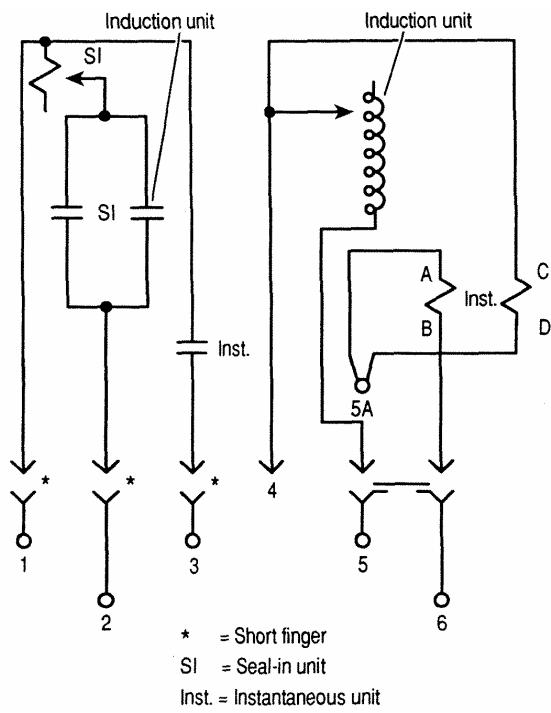 Induction unit
Induction unit
SI
SI
A
Inst.
C
B
D
Inst.
5A
* * *
4
1
3
5
2
6
* = Short finger
SI = Seal-in unit
Inst. = Instantaneous unit